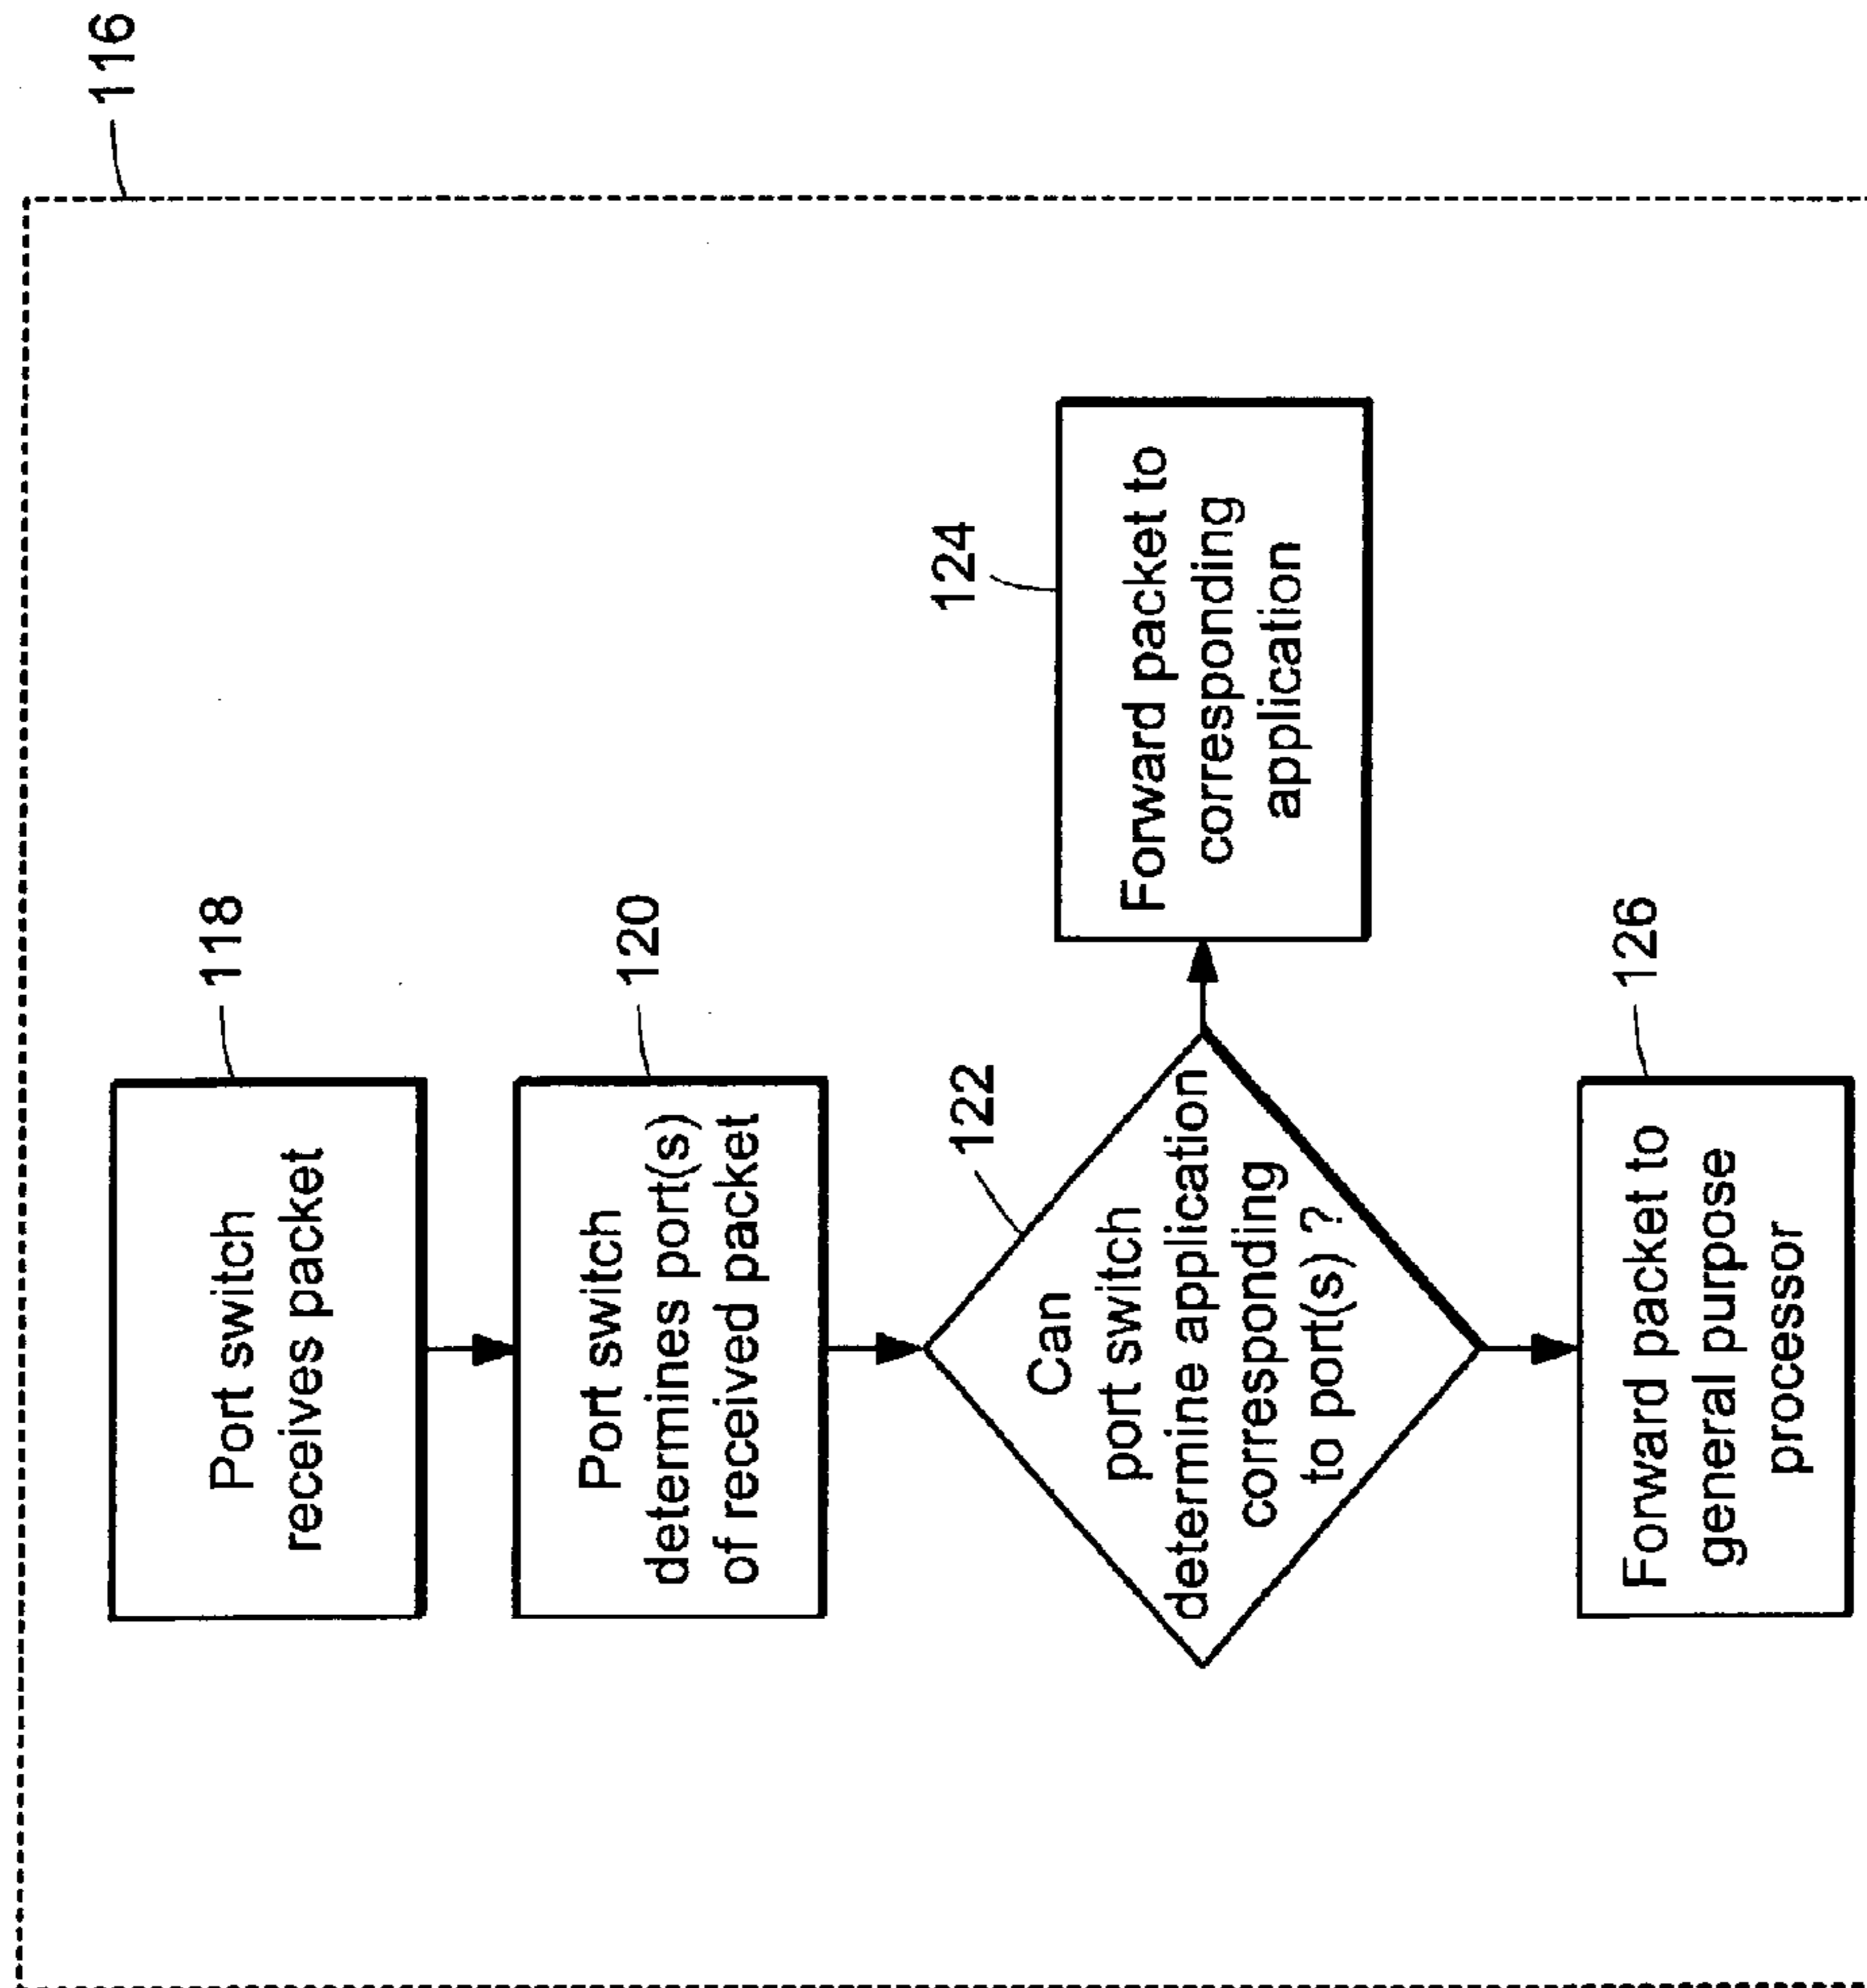 116
118
Port switch
receives packet
120
Port switch
determines port(s)
of received packet
122
Can
port switch
determine application
corresponding
to port(s) ?
124
Forward packet to
corresponding
application
126
Forward packet to
general purpose
processor